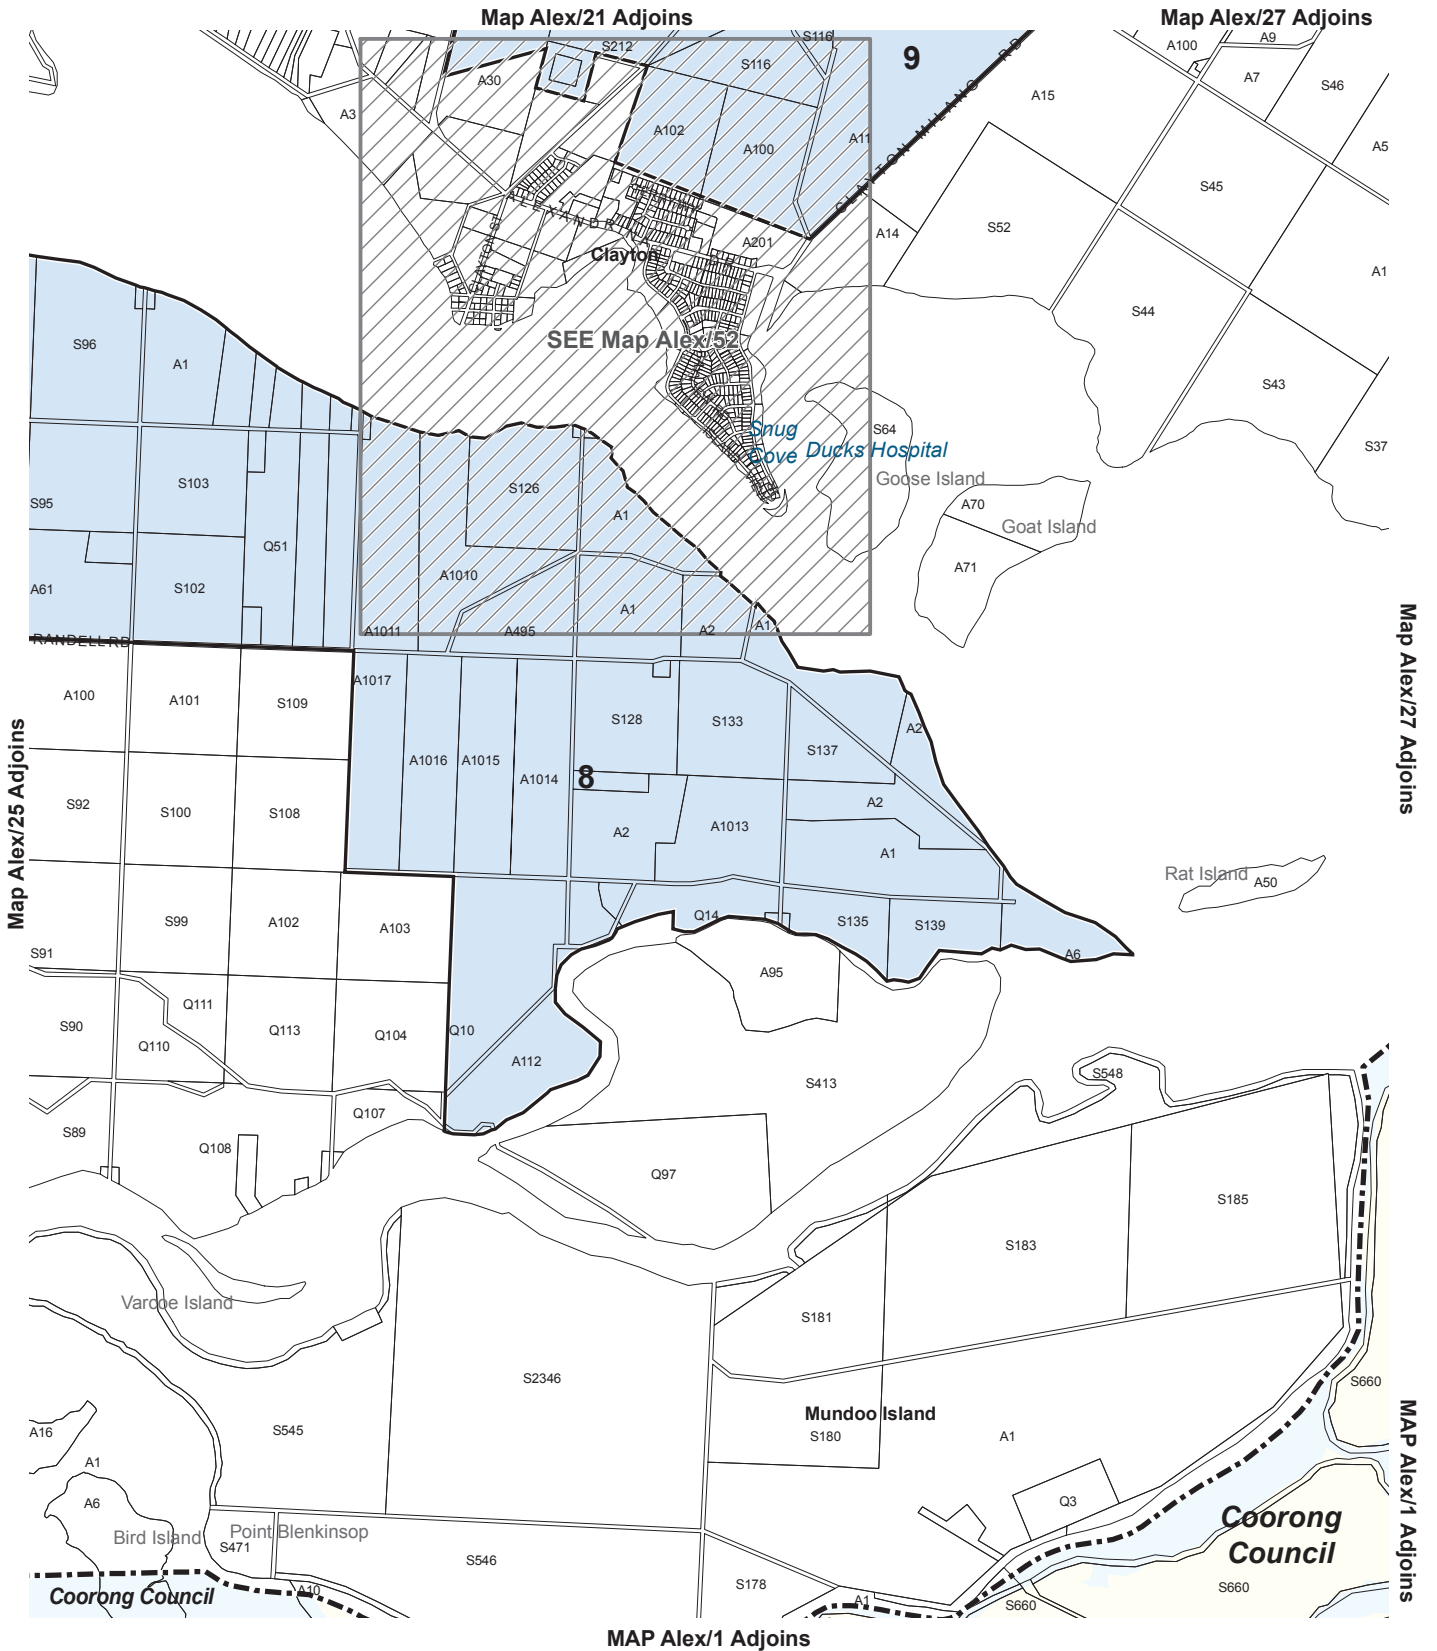 Map Alex/21 Adjoins
Map Alex/27 Adjoins
S116
S212
A100
A9
9
S116
A30
A7
S46
A15
A3
A102
A100
A11
CLAYTON MILANG RD
A5
S45
ALEXANDR
S52
A14
A201
Clayton
A1
S44
SEE Map Alex/52
S96
A1
S43
Snug
Cove
Ducks Hospital
S64
S37
Goose Island
S103
S126
S95
A1
A70
Goat Island
Q51
A71
A1010
A61
S102
A1
RANDELL RD
A1011
A495
A2
A1
Map Alex/27 Adjoins
A100
A101
S109
A1017
S128
S133
S137
A2
Map Alex/25 Adjoins
A1016
A1015
A1014
8
S92
S100
S108
A2
A2
A1013
A1
Rat Island
A50
S99
A102
A103
Q14
S135
S139
S91
A6
A95
Q111
S90
Q113
Q104
Q10
Q110
A112
S548
S413
Q107
S89
Q108
Q97
S185
S183
Varcoe Island
S181
S2346
S660
Mundoo Island
S545
S180
A1
A16
A1
MAP Alex/1 Adjoins
A6
Q3
Coorong
Council
Bird Island
Point Blenkinsop
S471
S546
S178
S660
A10
Coorong Council
A1
S660
MAP Alex/1 Adjoins